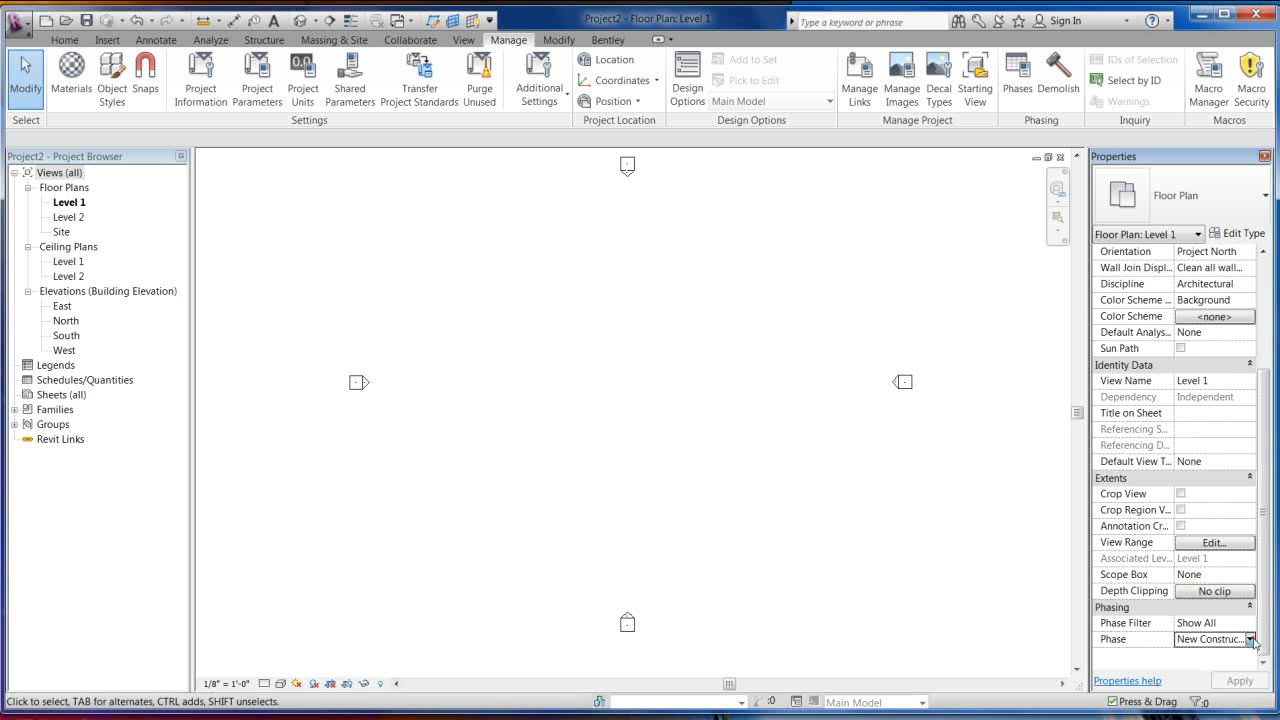 Project2 - Floor Plan: Level 1
Type a keyword or phrase
Sign In
Home Insert Annotate Analyze Structure Massing & Site Collaborate View Manage Modify Bentley
Modify
Materials
Object Styles
Snaps
Project Information
Project Parameters
Project Units
Shared Parameters
Transfer Project Standards
Purge Unused
Additional Settings
Location
Coordinates
Position
Design Options
Add to Set
Pick to Edit
Main Model
Manage Links
Manage Images
Decal Types
Starting View
Phases
Demolish
IDs of Selection
Select by ID
Warnings
Macro Manager
Macro Security
Select Settings Project Location Design Options Manage Project Phasing Inquiry Macros
Project2 - Project Browser
Views (all)
Floor Plans
Level 1
Level 2
Site
Ceiling Plans
Level 1
Level 2
Elevations (Building Elevation)
East
North
South
West
Legends
Schedules/Quantities
Sheets (all)
Families
Groups
Revit Links
Properties
Floor Plan
Floor Plan: Level 1 Edit Type
Orientation Project North
Wall Join Displ... Clean all wall...
Discipline Architectural
Color Scheme ... Background
Color Scheme <none>
Default Analys... None
Sun Path
Identity Data
View Name Level 1
Dependency Independent
Title on Sheet
Referencing S...
Referencing D...
Default View T... None
Extents
Crop View
Crop Region V...
Annotation Cr...
View Range Edit...
Associated Lev... Level 1
Scope Box None
Depth Clipping No clip
Phasing
Phase Filter Show All
Phase New Construc...
Properties help Apply
1/8" = 1'-0"
Click to select, TAB for alternates, CTRL adds, SHIFT unselects.
:0
Main Model
Press & Drag
:0